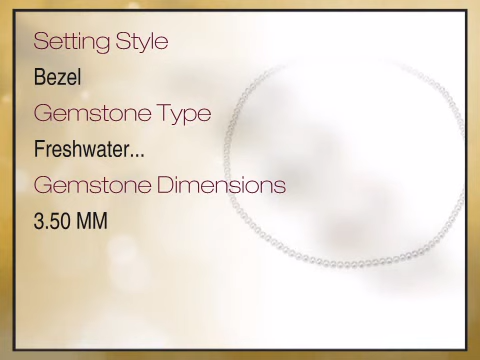 Setting Style
Bezel
Gemstone Type
Freshwater...
Gemstone Dimensions
3.50 MM